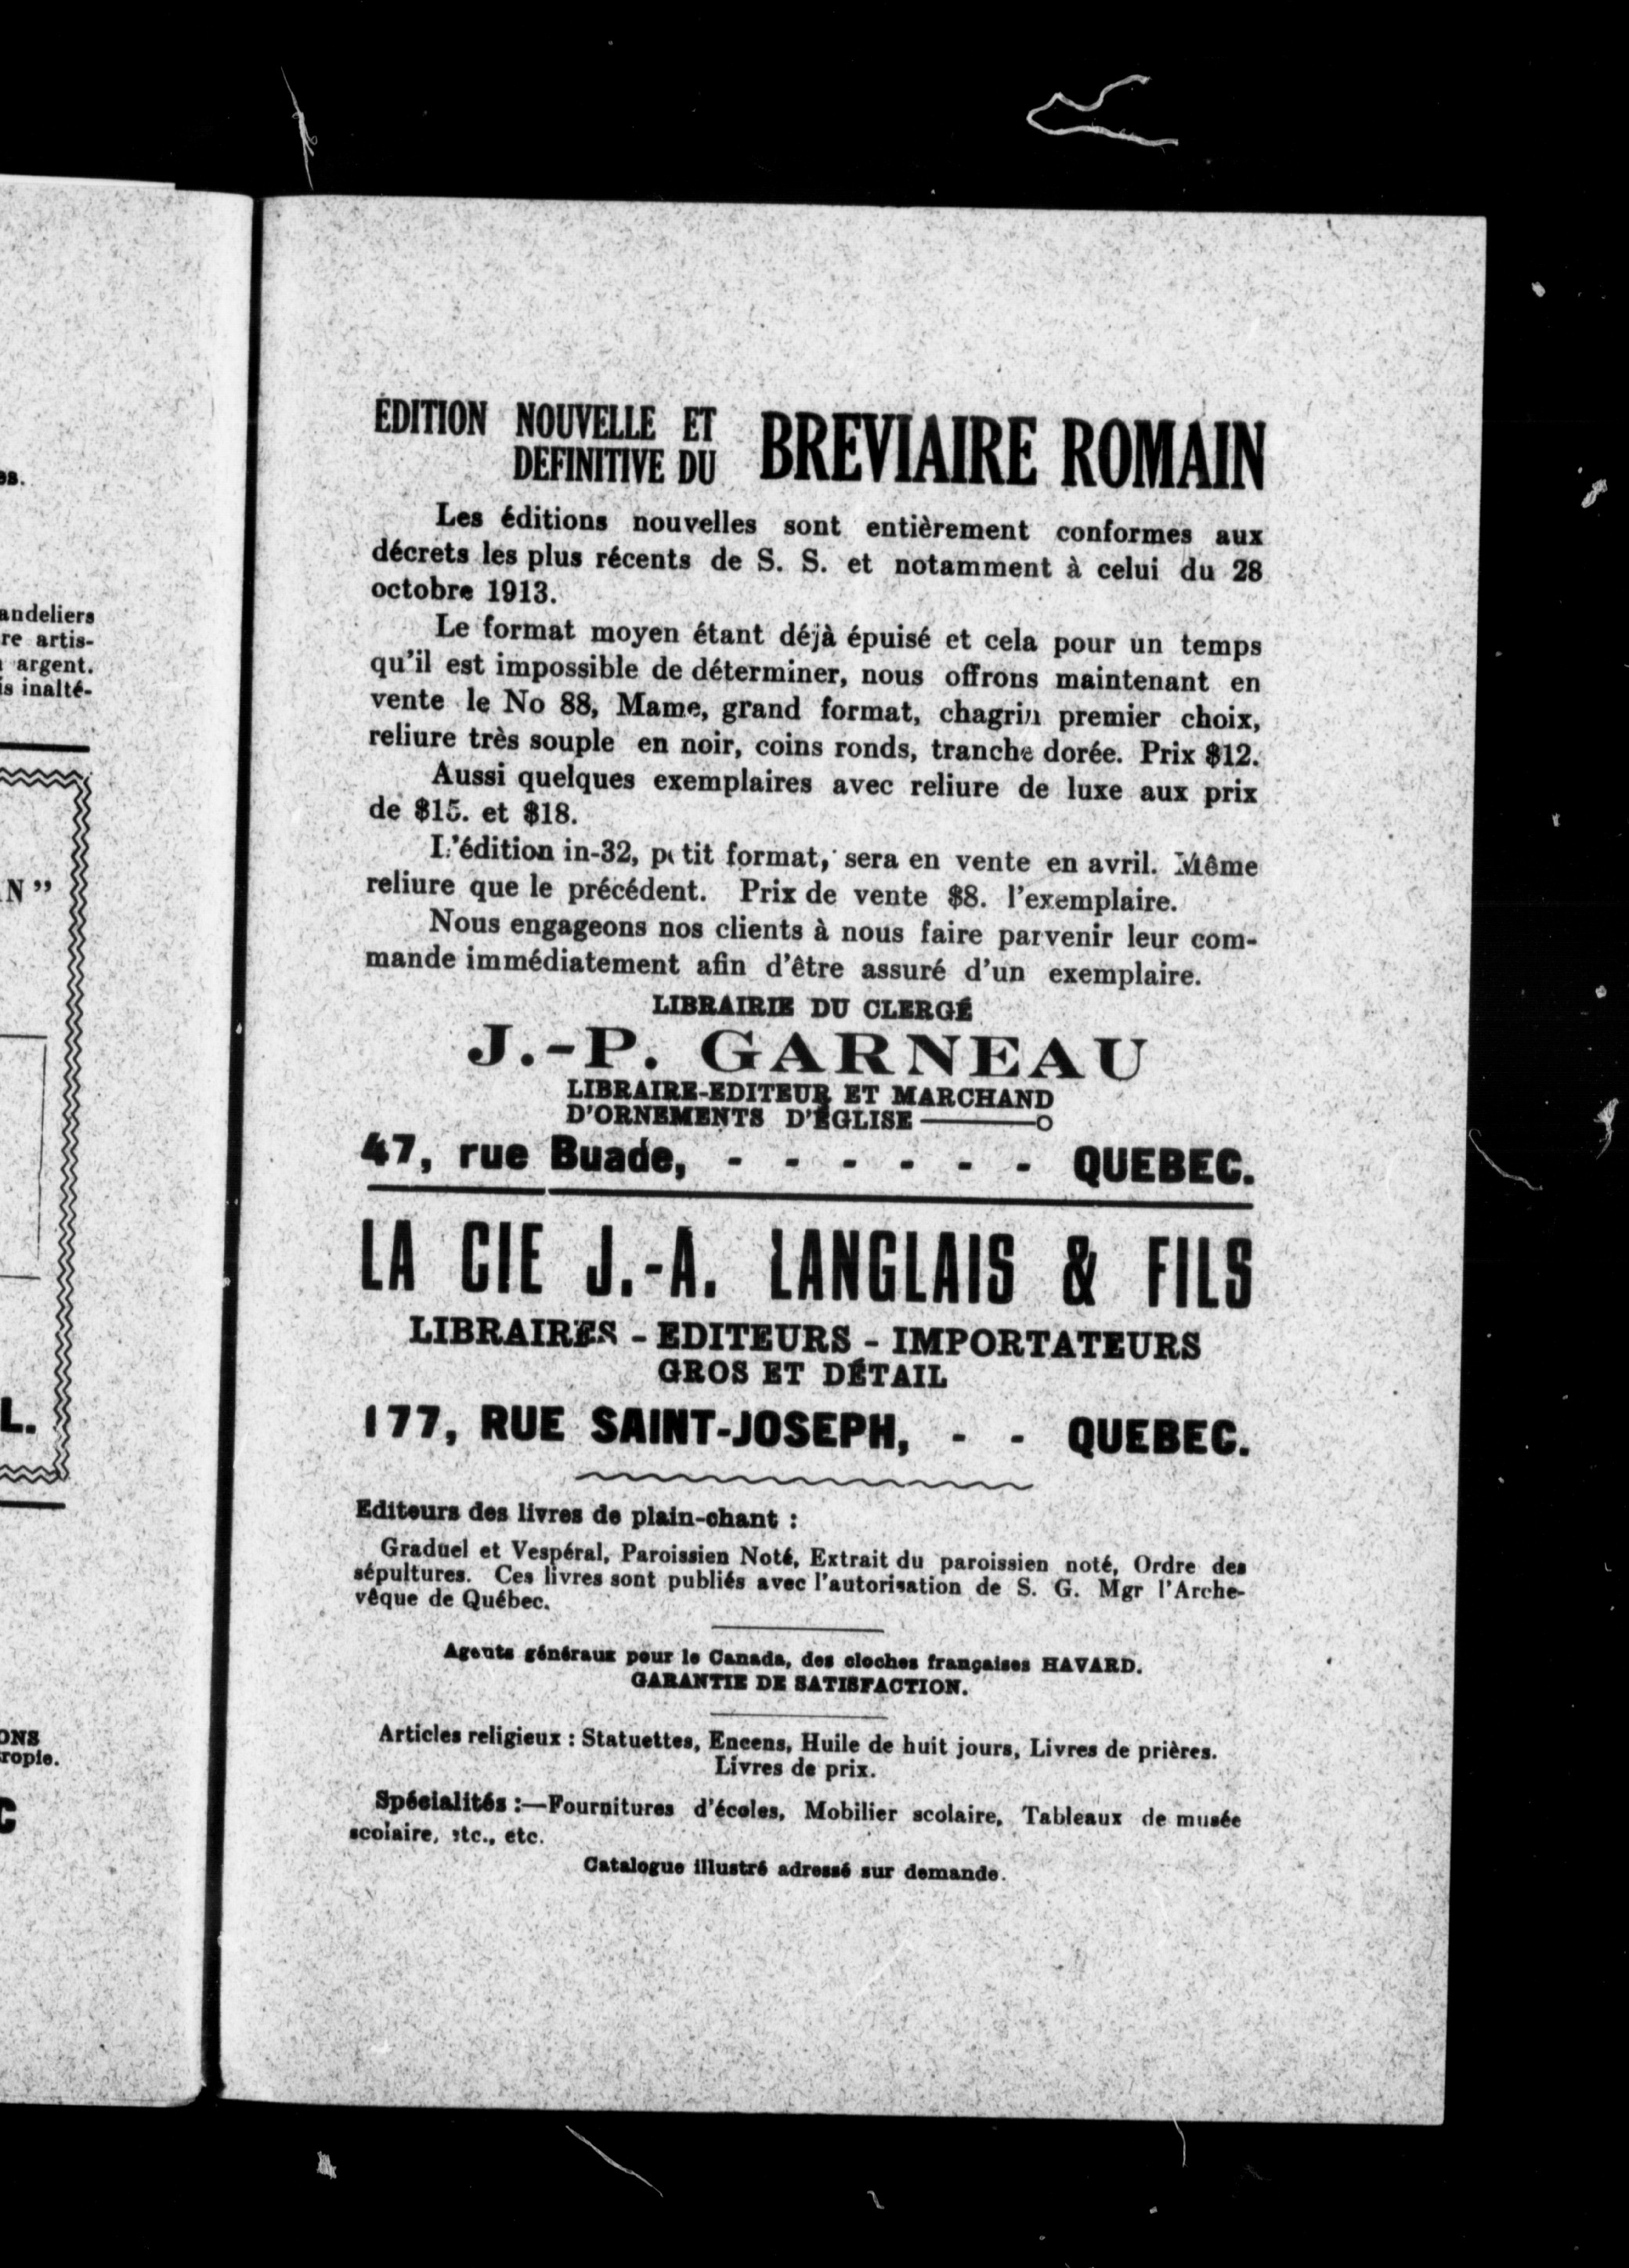 es.
andeliers
re artis-
argent.
is inalté-
N”
L.
ONS
ropie.
C
ÉDITION NOUVELLE ET
DEFINITIVE DU
BREVIAIRE ROMAIN
Les éditions nouvelles sont entièrement conformes aux
décrets les plus récents de S. S. et notamment à celui du 28
octobre 1913.
Le format moyen étant déjà épuisé et cela pour un temps
qu'il est impossible de déterminer, nous offrons maintenant en
vente le No 88, Mame, grand format, chagrin premier choix,
reliure très souple en noir, coins ronds, tranche dorée. Prix $12.
Aussi quelques exemplaires avec reliure de luxe aux prix
de $15. et $18.
L'édition in-32, petit format, sera en vente en avril. Même
reliure que le précédent. Prix de vente $8. l'exemplaire.
Nous engageons nos clients à nous faire parvenir leur com-
mande immédiatement afin d'être assuré d'un exemplaire.
LIBRAIRIE DU CLERGÉ
J.-P. GARNEAU
LIBRAIRE-EDITEUR ET MARCHAND
D'ORNEMENTS D'ÉGLISE
47, rue Buade, - - - - - - QUEBEC.
LA CIE J.-A. LANGLAIS & FILS
LIBRAIRES - EDITEURS - IMPORTATEURS
GROS ET DÉTAIL
177, RUE SAINT-JOSEPH, - - QUEBEC.
Editeurs des livres de plain-chant :
Graduel et Vespéral, Paroissien Noté, Extrait du paroissien noté, Ordre des
sépultures. Ces livres sont publiés avec l'autorisation de S. G. Mgr l'Arche-
vêque de Québec.
Agents généraux pour le Canada, des cloches françaises HAVARD.
GARANTIE DE SATISFACTION.
Articles religieux : Statuettes, Encens, Huile de huit jours, Livres de prières.
Livres de prix.
Spécialités :—Fournitures d'écoles, Mobilier scolaire, Tableaux de musée
scolaire, etc., etc.
Catalogue illustré adressé sur demande.